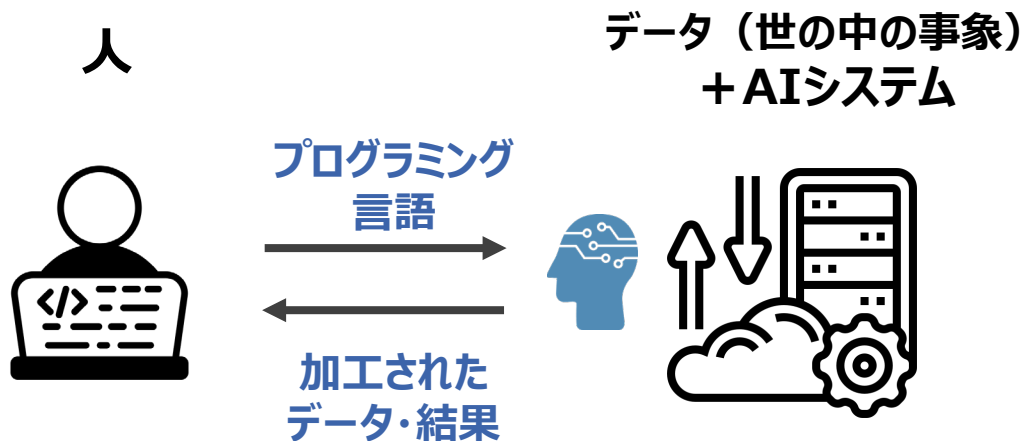 人
データ（世の中の事象）
＋AIシステム
プログラミング
言語
</>
加工された
データ・結果